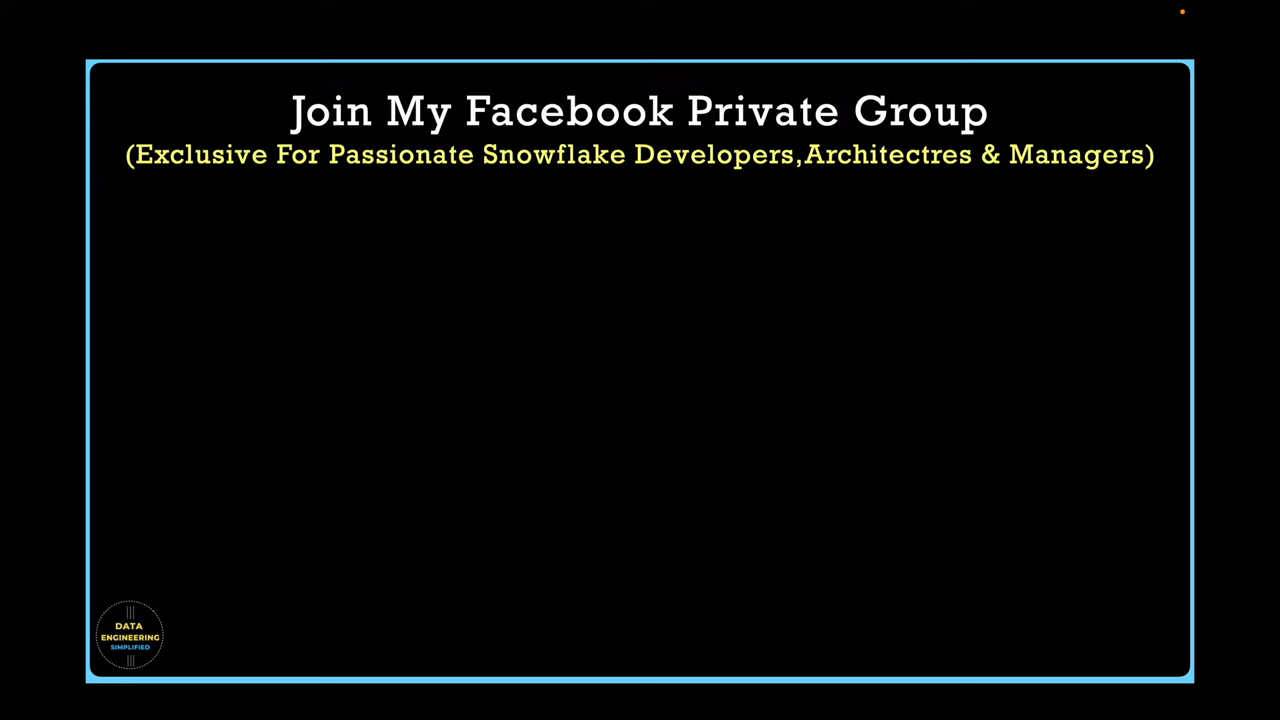 Join My Facebook Private Group
(Exclusive For Passionate Snowflake Developers,Architectres & Managers)
DATA
ENGINEERING
SIMPLIFIED